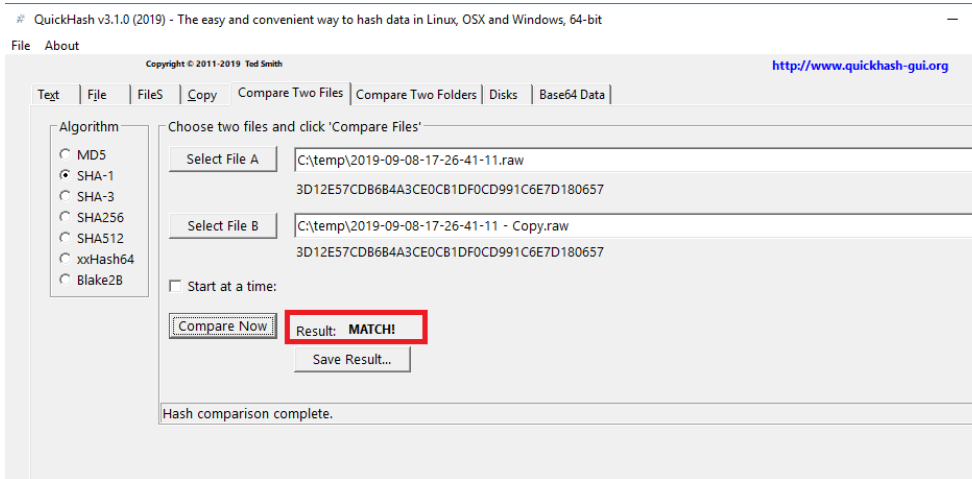 QuickHash v3.1.0 (2019) - The easy and convenient way to hash data in Linux, OSX and Windows, 64-bit
File About
Copyright © 2011-2019 Ted Smith
http://www.quickhash-gui.org
Text File FileS Copy Compare Two Files Compare Two Folders Disks Base64 Data
Algorithm
MD5
SHA-1
SHA-3
SHA256
SHA512
xxHash64
Blake2B
Choose two files and click 'Compare Files'
Select File A C:\temp\2019-09-08-17-26-41-11.raw
3D12E57CDB6B4A3CE0CB1DF0CD991C6E7D180657
Select File B C:\temp\2019-09-08-17-26-41-11 - Copy.raw
3D12E57CDB6B4A3CE0CB1DF0CD991C6E7D180657
Start at a time:
Compare Now Result: MATCH!
Save Result...
Hash comparison complete.